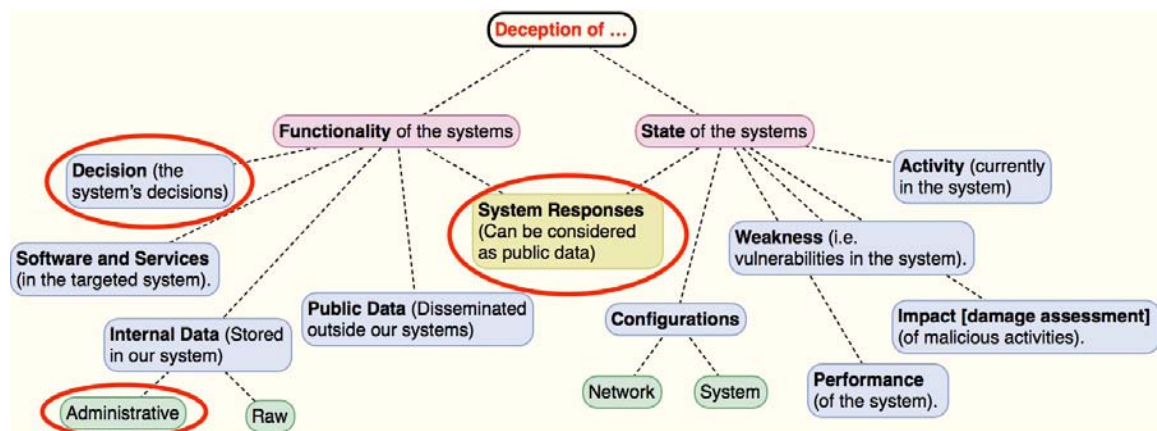 Deception of ...
Functionality of the systems
State of the systems
Decision (the
system's decisions)
Activity (currently
in the system)
System Responses
(Can be considered
as public data)
Weakness (i.e.
vulnerabilities in the system).
Software and Services
(in the targeted system).
Public Data (Disseminated
outside our systems)
Configurations
Impact [damage assessment]
(of malicious activities).
Internal Data (Stored
in our system)
Performance
(of the system).
Administrative
Raw
Network
System